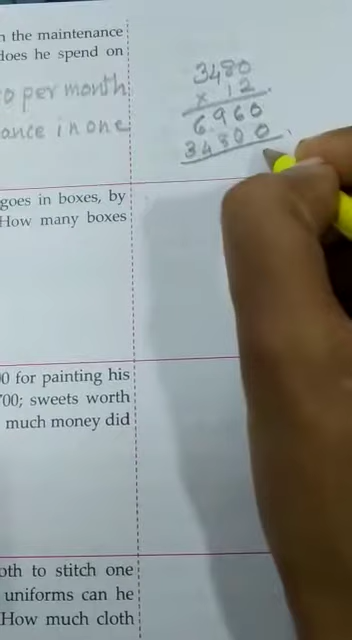 n the maintenance
does he spend on
o per month
ance in one
3480
× 12
6960
34800
goes in boxes, by
How many boxes
00 for painting his
700; sweets worth
much money did
oth to stitch one
uniforms can he
How much cloth